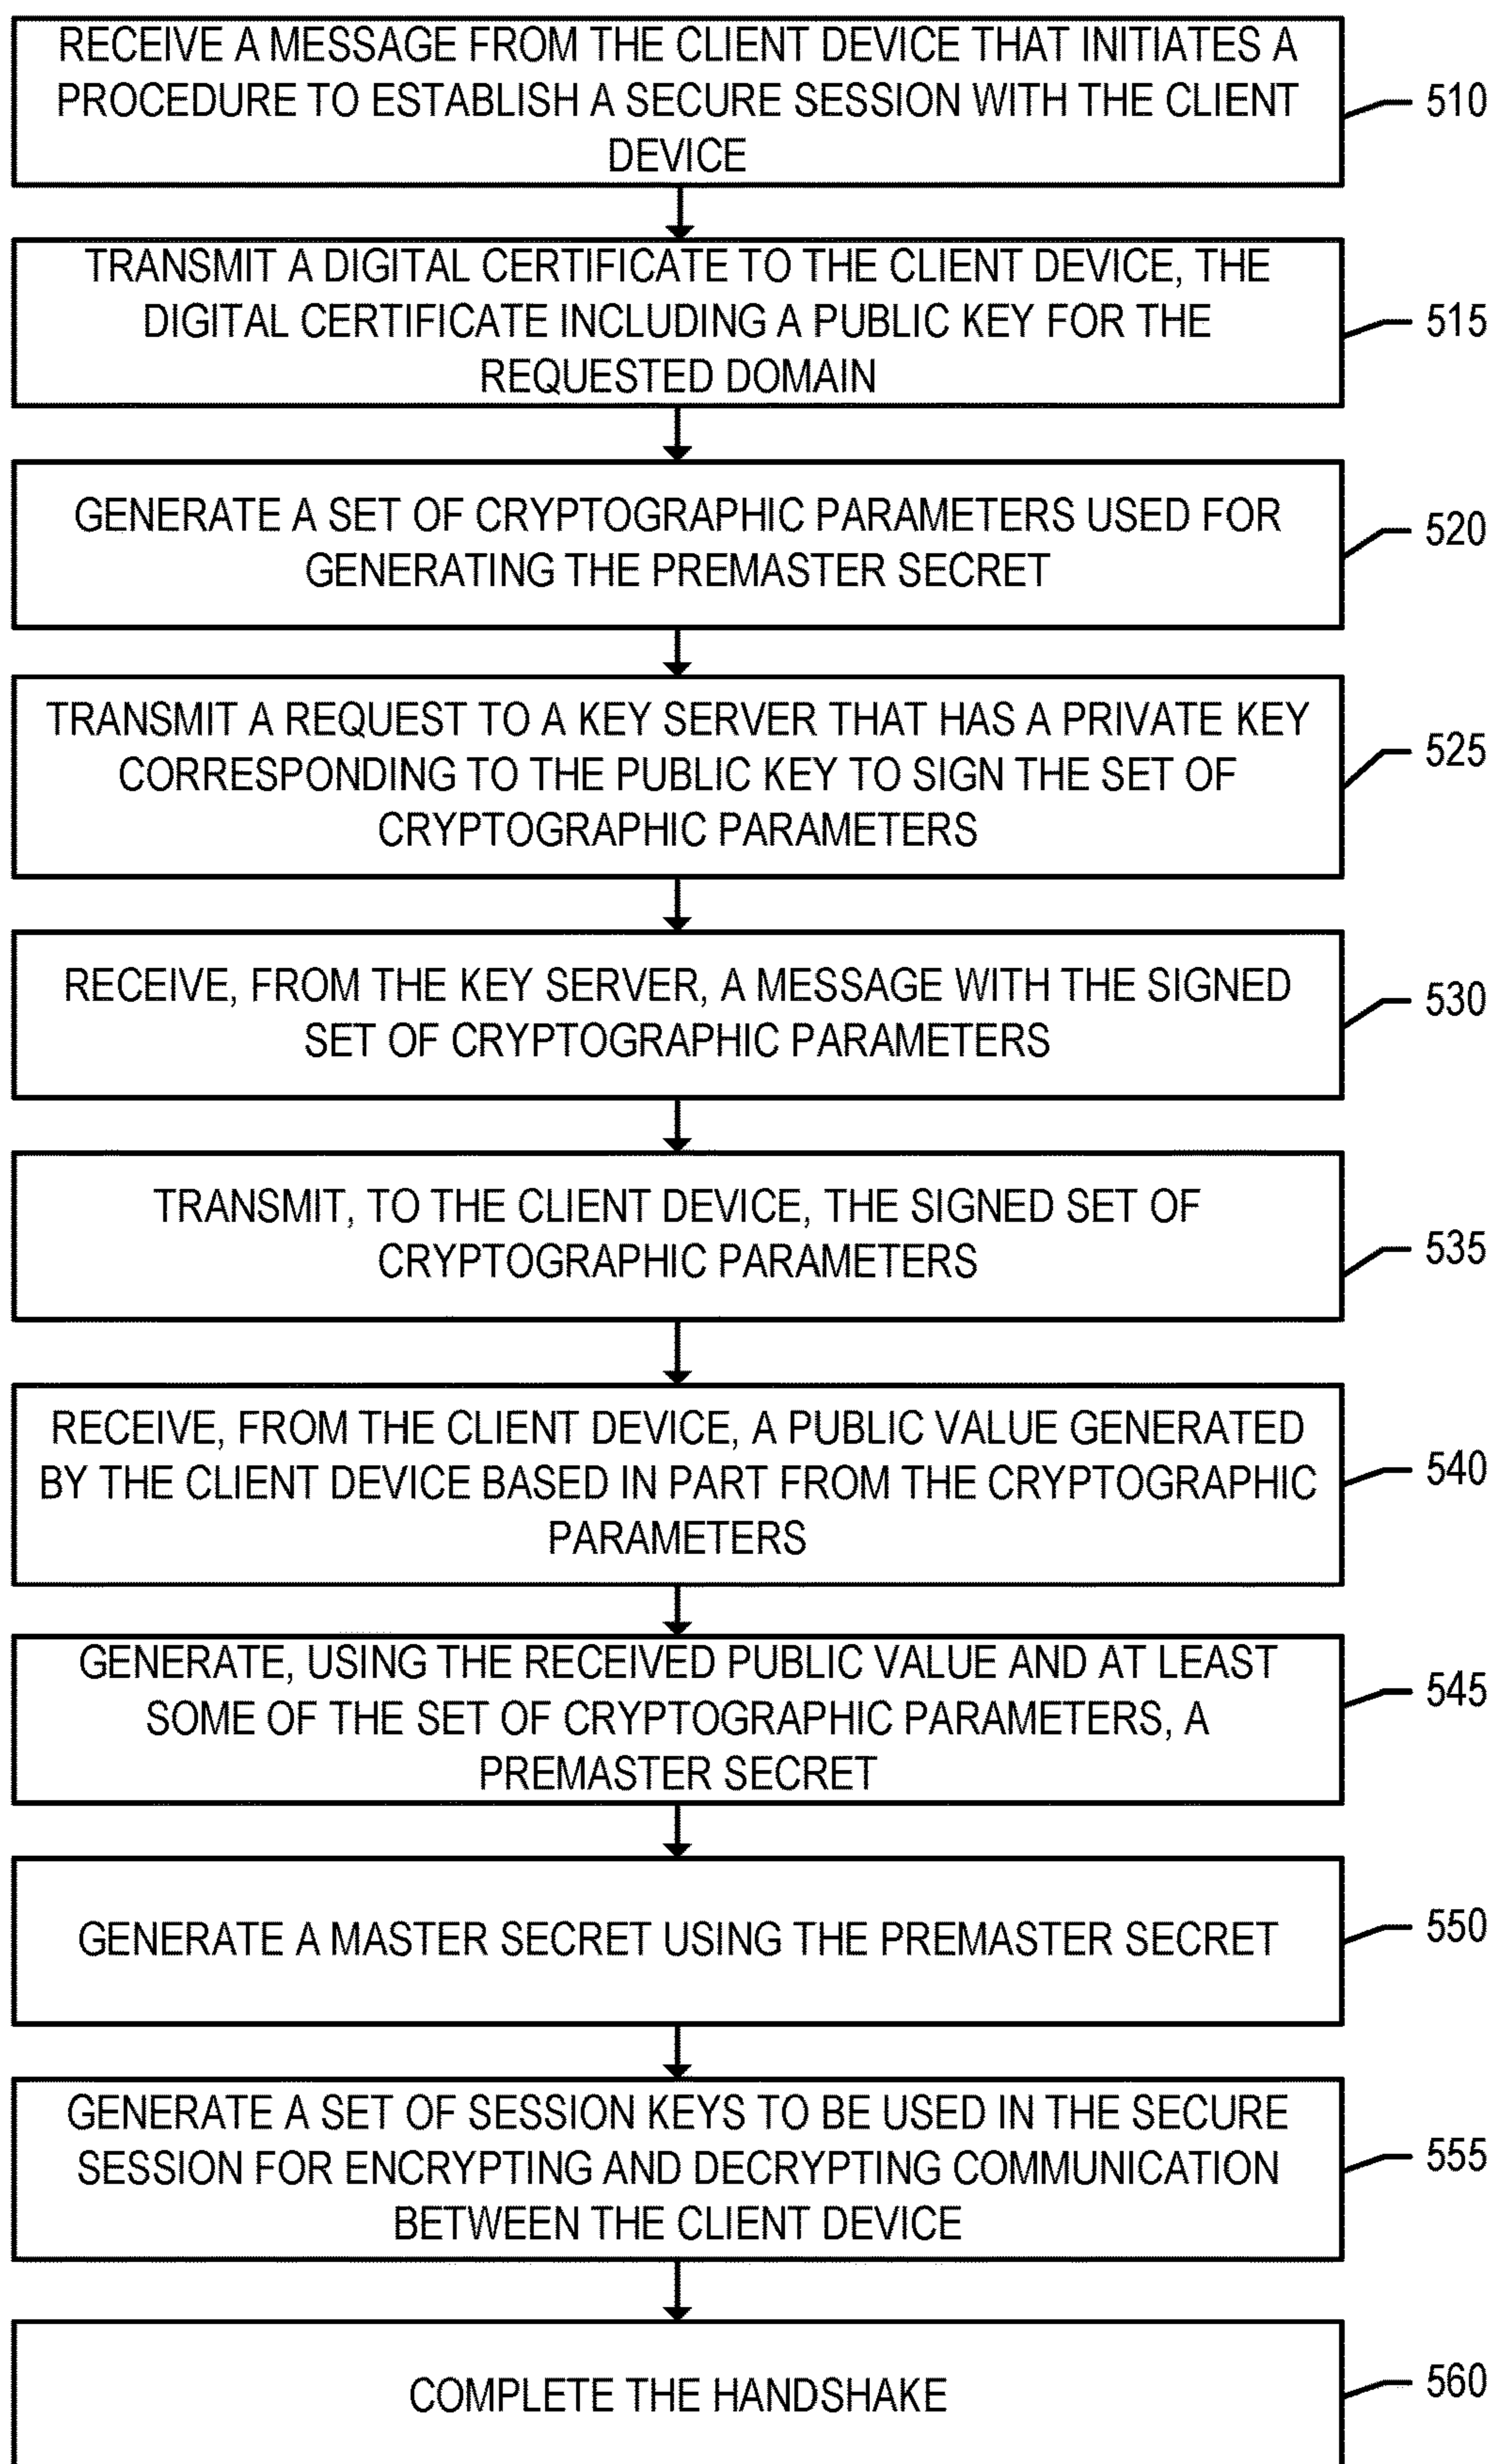 RECEIVE A MESSAGE FROM THE CLIENT DEVICE THAT INITIATES A
PROCEDURE TO ESTABLISH A SECURE SESSION WITH THE CLIENT
DEVICE
510
TRANSMIT A DIGITAL CERTIFICATE TO THE CLIENT DEVICE, THE
DIGITAL CERTIFICATE INCLUDING A PUBLIC KEY FOR THE
REQUESTED DOMAIN
515
GENERATE A SET OF CRYPTOGRAPHIC PARAMETERS USED FOR
GENERATING THE PREMASTER SECRET
520
TRANSMIT A REQUEST TO A KEY SERVER THAT HAS A PRIVATE KEY
CORRESPONDING TO THE PUBLIC KEY TO SIGN THE SET OF
CRYPTOGRAPHIC PARAMETERS
525
RECEIVE, FROM THE KEY SERVER, A MESSAGE WITH THE SIGNED
SET OF CRYPTOGRAPHIC PARAMETERS
530
TRANSMIT, TO THE CLIENT DEVICE, THE SIGNED SET OF
CRYPTOGRAPHIC PARAMETERS
535
RECEIVE, FROM THE CLIENT DEVICE, A PUBLIC VALUE GENERATED
BY THE CLIENT DEVICE BASED IN PART FROM THE CRYPTOGRAPHIC
PARAMETERS
540
GENERATE, USING THE RECEIVED PUBLIC VALUE AND AT LEAST
SOME OF THE SET OF CRYPTOGRAPHIC PARAMETERS, A
PREMASTER SECRET
545
GENERATE A MASTER SECRET USING THE PREMASTER SECRET
550
GENERATE A SET OF SESSION KEYS TO BE USED IN THE SECURE
SESSION FOR ENCRYPTING AND DECRYPTING COMMUNICATION
BETWEEN THE CLIENT DEVICE
555
COMPLETE THE HANDSHAKE
560